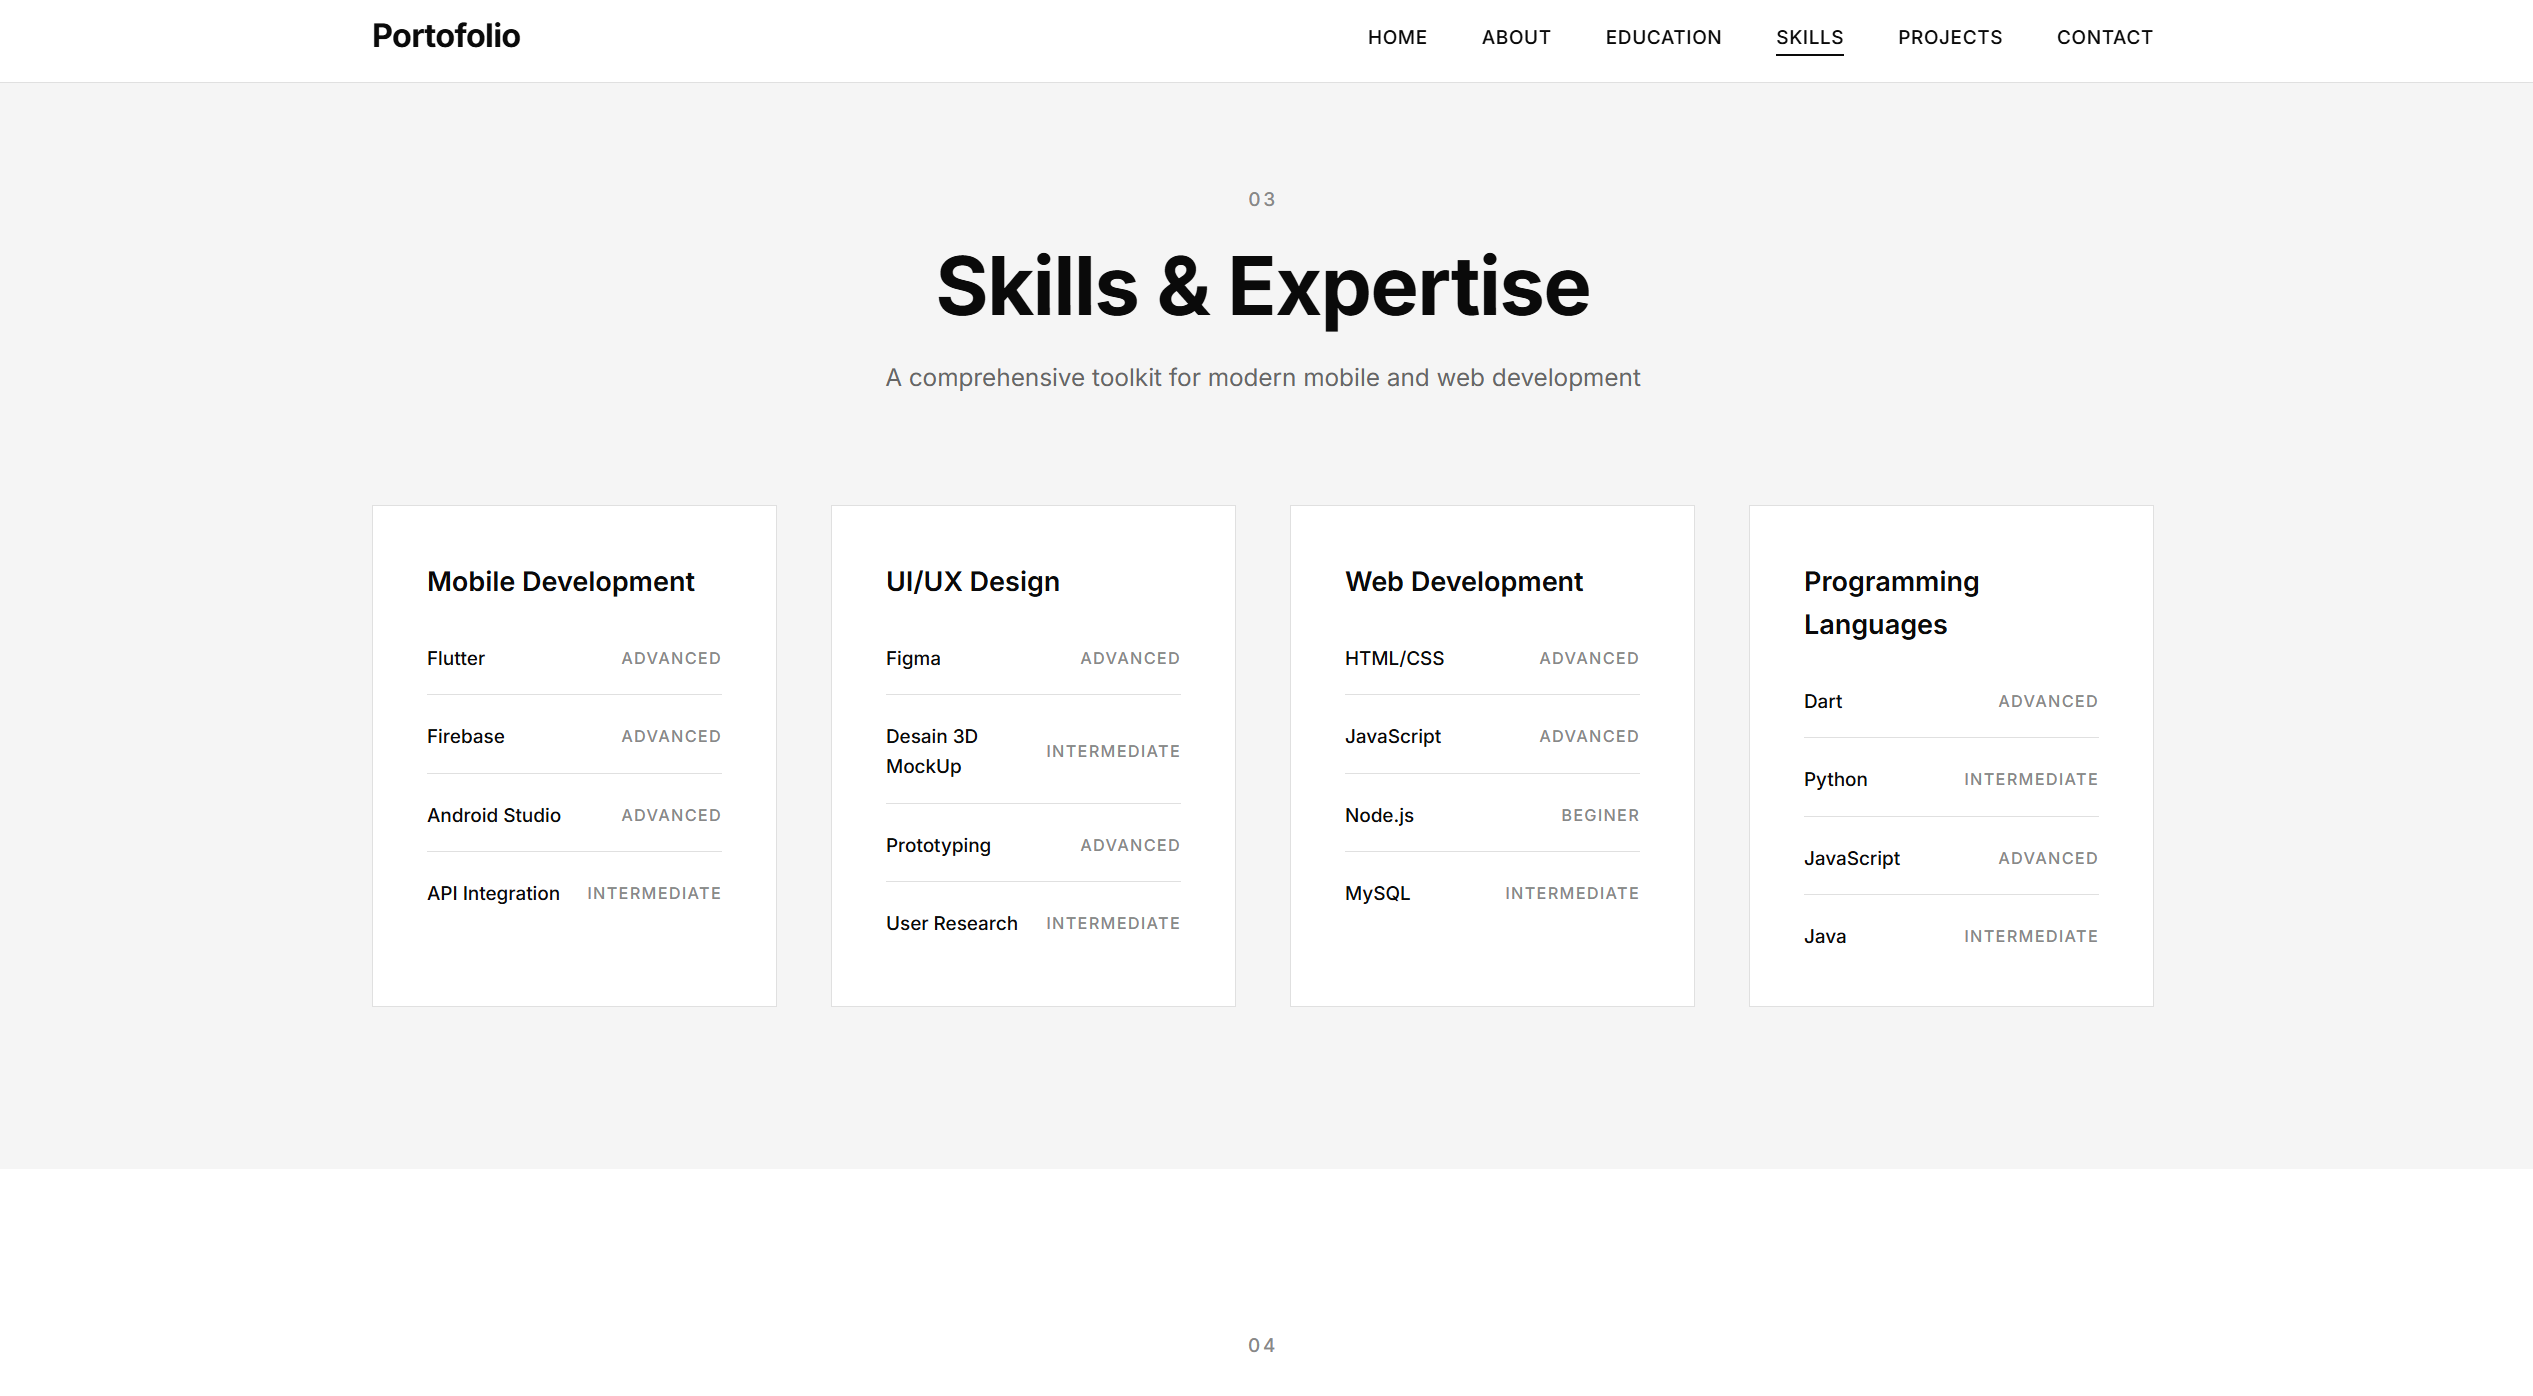 Portofolio
HOME ABOUT EDUCATION SKILLS PROJECTS CONTACT
03
Skills & Expertise
A comprehensive toolkit for modern mobile and web development
Mobile Development
Flutter ADVANCED
Firebase ADVANCED
Android Studio ADVANCED
API Integration INTERMEDIATE
UI/UX Design
Figma ADVANCED
Desain 3D
MockUp INTERMEDIATE
Prototyping ADVANCED
User Research INTERMEDIATE
Web Development
HTML/CSS ADVANCED
JavaScript ADVANCED
Node.js BEGINER
MySQL INTERMEDIATE
Programming
Languages
Dart ADVANCED
Python INTERMEDIATE
JavaScript ADVANCED
Java INTERMEDIATE
04